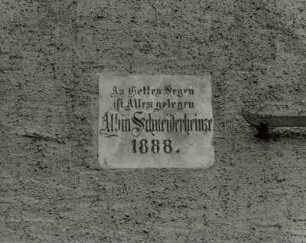 An Gottes Segen
ist Alles gelegen
Albin Schneiderheinze
1888.